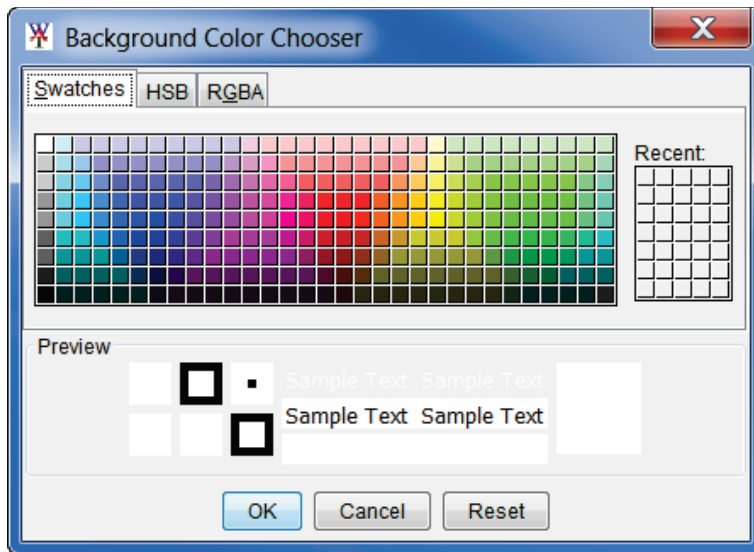 Background Color Chooser
Swatches HSB RGBA
Recent:
Preview
Sample Text Sample Text
Sample Text Sample Text
OK Cancel Reset